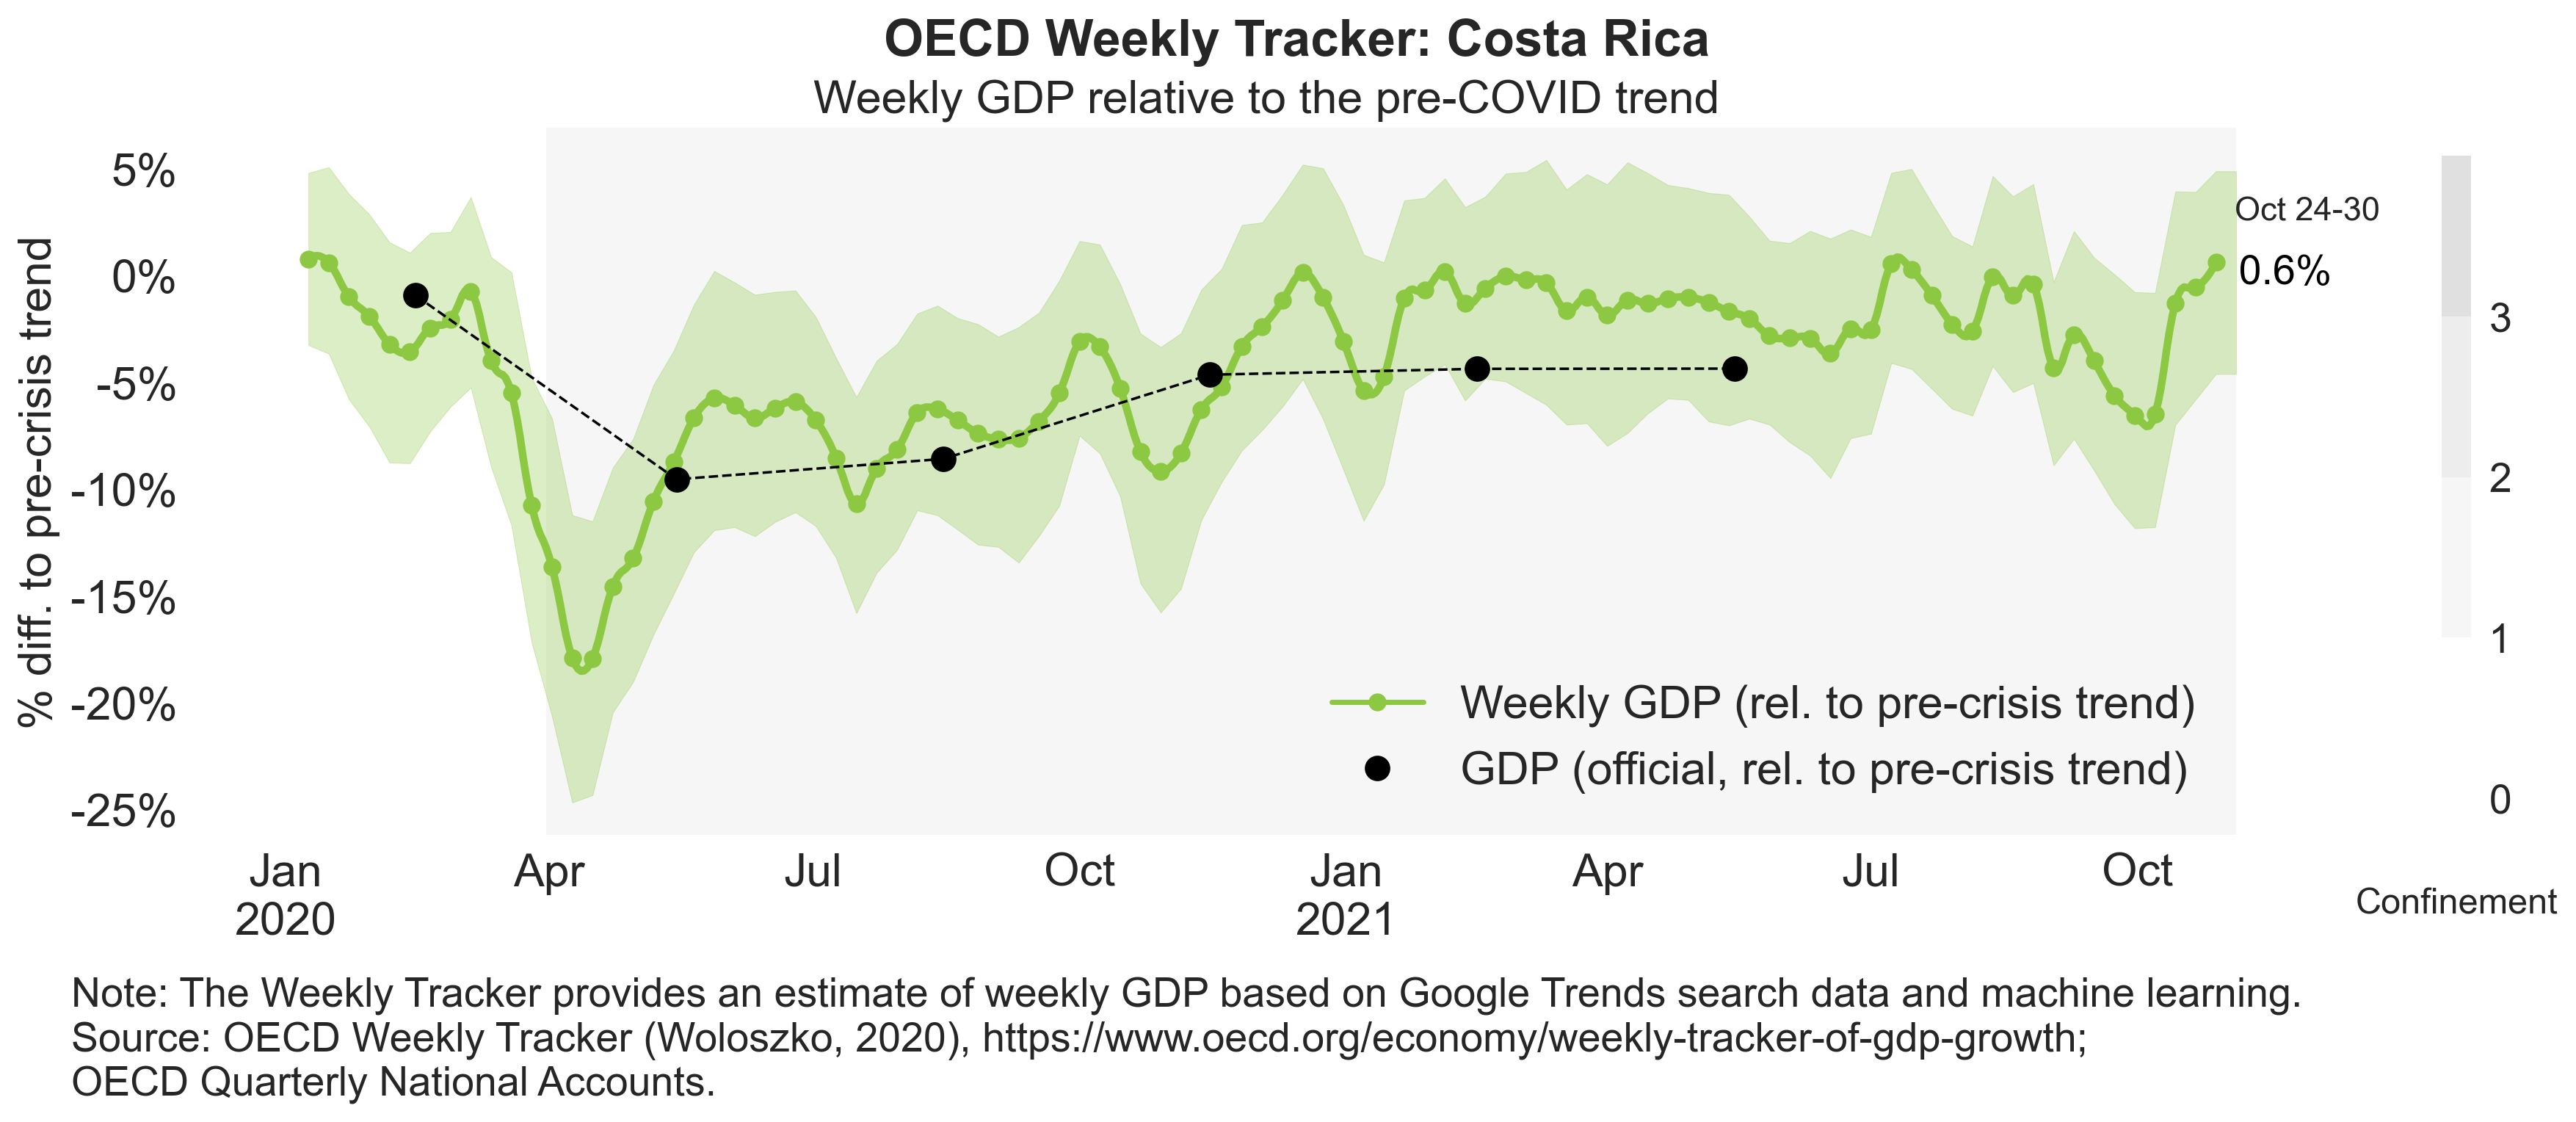 OECD Weekly Tracker: Costa Rica
Weekly GDP relative to the pre-COVID trend
% diff. to pre-crisis trend
5%
0%
-5%
-10%
-15%
-20%
-25%
Oct 24-30
0.6%
3
2
1
0
Weekly GDP (rel. to pre-crisis trend)
GDP (official, rel. to pre-crisis trend)
Jan Apr Jul Oct Jan Apr Jul Oct
2020 2021
Confinement
Note: The Weekly Tracker provides an estimate of weekly GDP based on Google Trends search data and machine learning.
Source: OECD Weekly Tracker (Woloszko, 2020), https://www.oecd.org/economy/weekly-tracker-of-gdp-growth;
OECD Quarterly National Accounts.